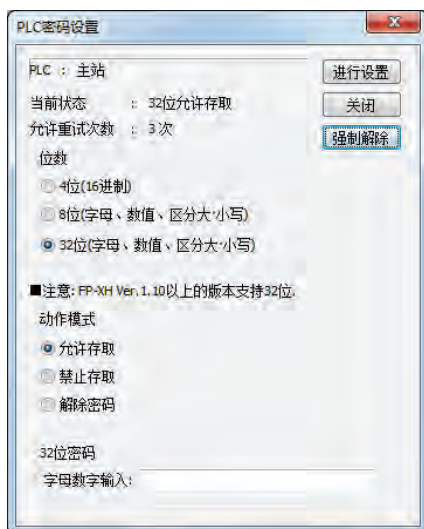 PLC密码设置
PLC : 主站
进行设置
当前状态 : 32位允许存取
关闭
允许重试次数 : 3次
强制解除
位数
4位(16进制)
8位(字母、数值、区分大小写)
32位(字母、数值、区分大小写)
■注意: FP-XH Ver.1.10以上的版本支持32位.
动作模式
允许存取
禁止存取
解除密码
32位密码
字母数字输入: